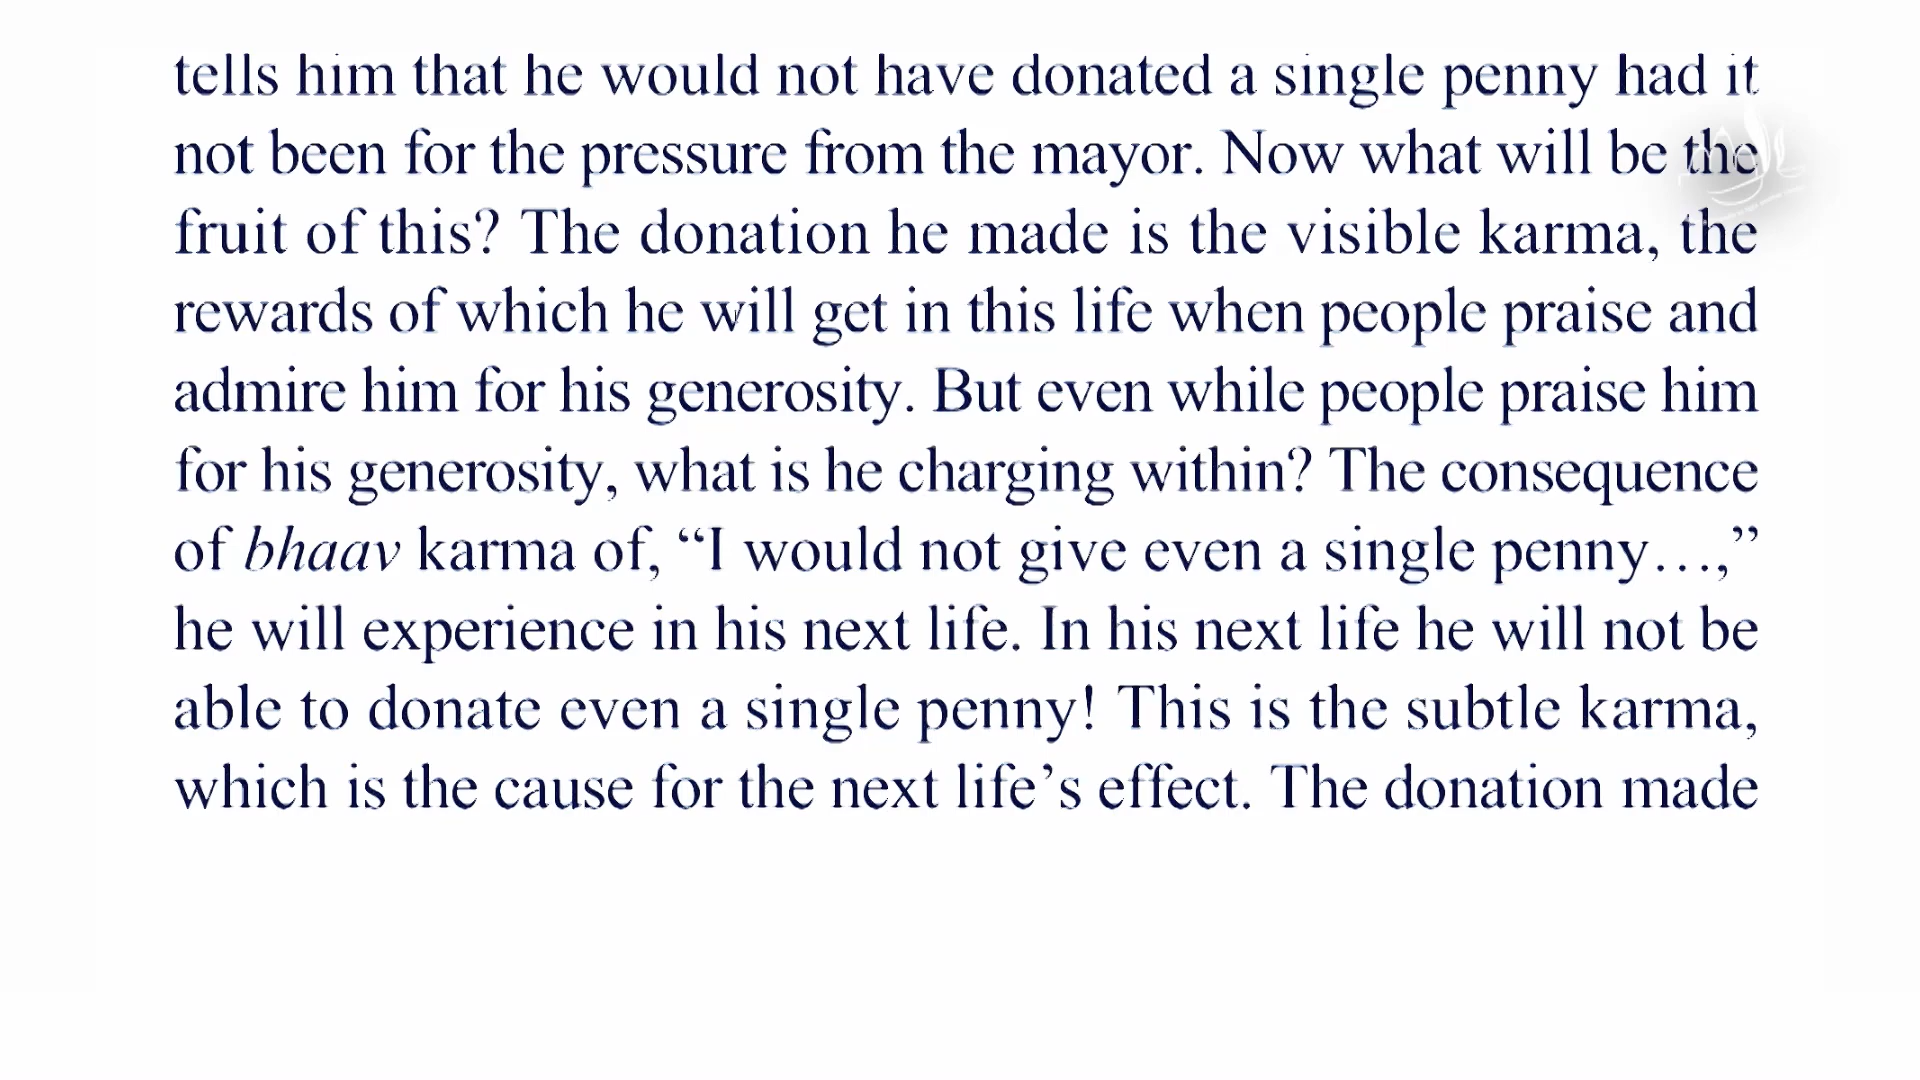 tells him that he would not have donated a single penny had it
not been for the pressure from the mayor. Now what will be the
fruit of this? The donation he made is the visible karma, the
rewards of which he will get in this life when people praise and
admire him for his generosity. But even while people praise him
for his generosity, what is he charging within? The consequence
of bhaav karma of, “I would not give even a single penny…,”
he will experience in his next life. In his next life he will not be
able to donate even a single penny! This is the subtle karma,
which is the cause for the next life’s effect. The donation made